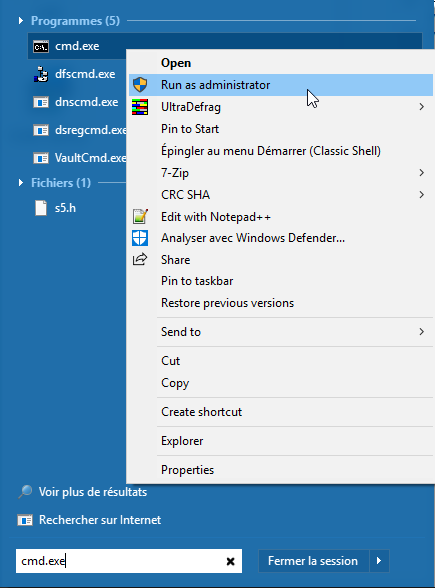 Programmes (5)
cmd.exe
dfscmd.exe
dnscmd.exe
dsregcmd.exe
VaultCmd.exe
Fichiers (1)
s5.h
Open
Run as administrator
UltraDefrag
Pin to Start
Épingler au menu Démarrer (Classic Shell)
7-Zip
CRC SHA
Edit with Notepad++
Analyser avec Windows Defender...
Share
Pin to taskbar
Restore previous versions
Send to
Cut
Copy
Create shortcut
Explorer
Properties
Voir plus de résultats
Rechercher sur Internet
cmd.exe
Fermer la session